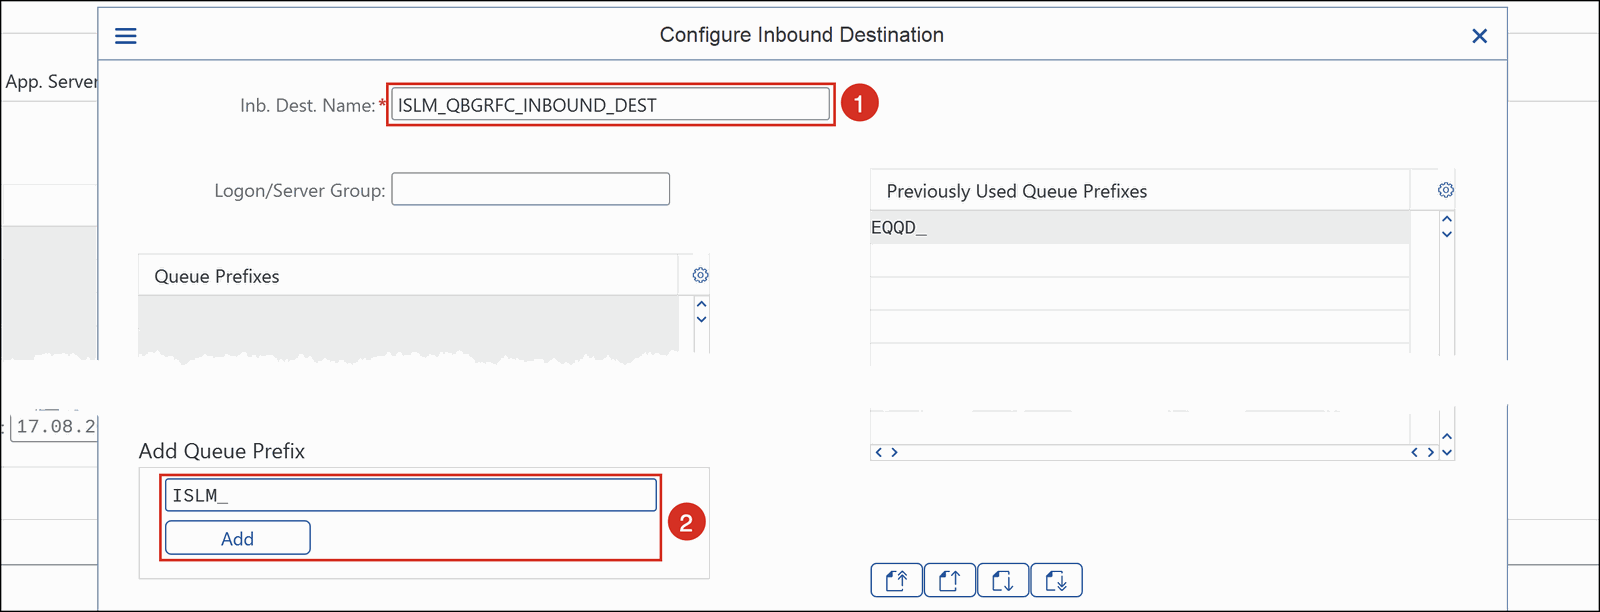 Configure Inbound Destination
App. Server
Inb. Dest. Name:* ISLM_QBGRFC_INBOUND_DEST 1
Logon/Server Group:
Previously Used Queue Prefixes
EQQD_
Queue Prefixes
: 17.08.2
Add Queue Prefix
ISLM_
Add
2